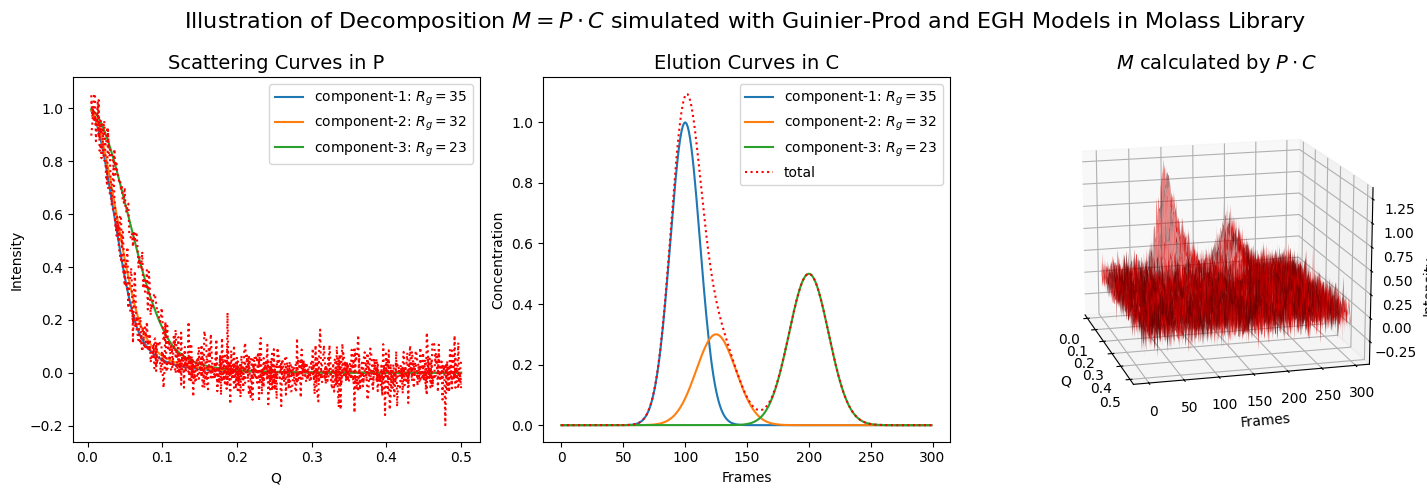 Illustration of Decomposition M = P · C simulated with Guinier-Prod and EGH Models in Molass Library
Scattering Curves in P
component-1: R_g = 35
component-2: R_g = 32
component-3: R_g = 23
Intensity
1.0
0.8
0.6
0.4
0.2
0.0
−0.2
0.0 0.1 0.2 0.3 0.4 0.5
Q
Elution Curves in C
component-1: R_g = 35
component-2: R_g = 32
component-3: R_g = 23
total
Concentration
1.0
0.8
0.6
0.4
0.2
0.0
0 50 100 150 200 250 300
Frames
M calculated by P · C
1.25
1.00
0.75
0.50
0.25
0.00
−0.25
Intensity
0.0
0.1
0.2
0.3
0.4
0.5
Q
0 50 100 150 200 250 300
Frames